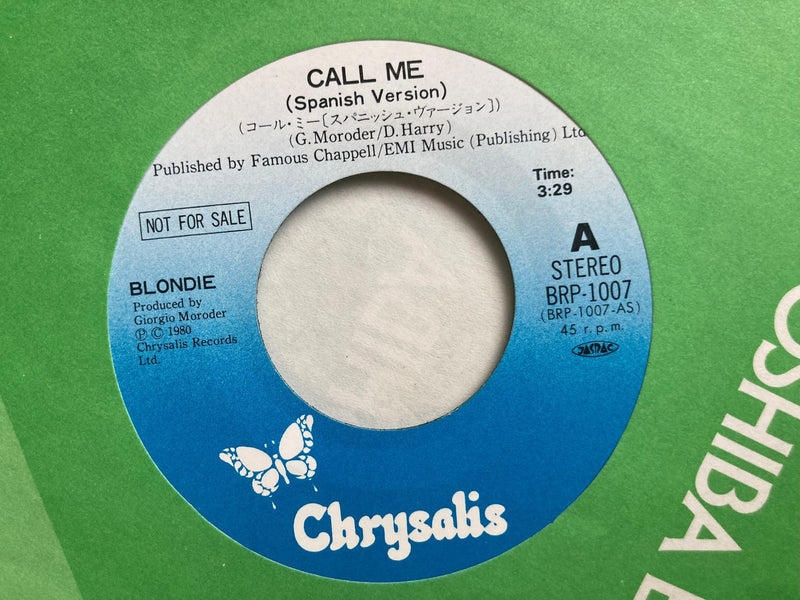 CALL ME
(Spanish Version)
(コール・ミー[スパニッシュ・ヴァージョン])
(G.Moroder/D.Harry)
Published by Famous Chappell/EMI Music (Publishing) Ltd
Time:
3:29
NOT FOR SALE
A
STEREO
BRP-1007
(BRP-1007-AS)
45 r.p.m.
JASRAC
BLONDIE
Produced by
Giorgio Moroder
Ⓟ © 1980
Chrysalis Records
Ltd.
Chrysalis
OSHIBA E